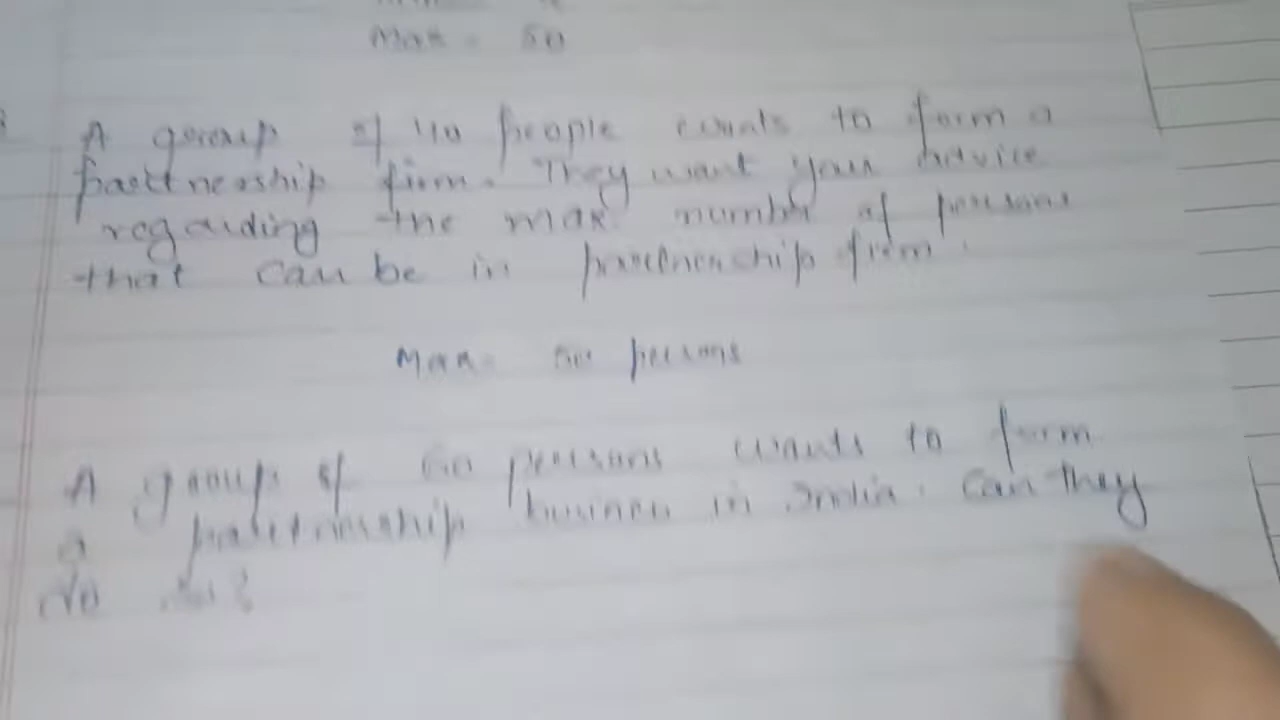 Max = 50
A group of 40 people wants to form a
partnership firm. They want your advice
regarding the max number of persons
that can be in partnership firm.
Max = 50 persons
A group of 60 persons wants to form
a partnership business in India. Can they
do so?